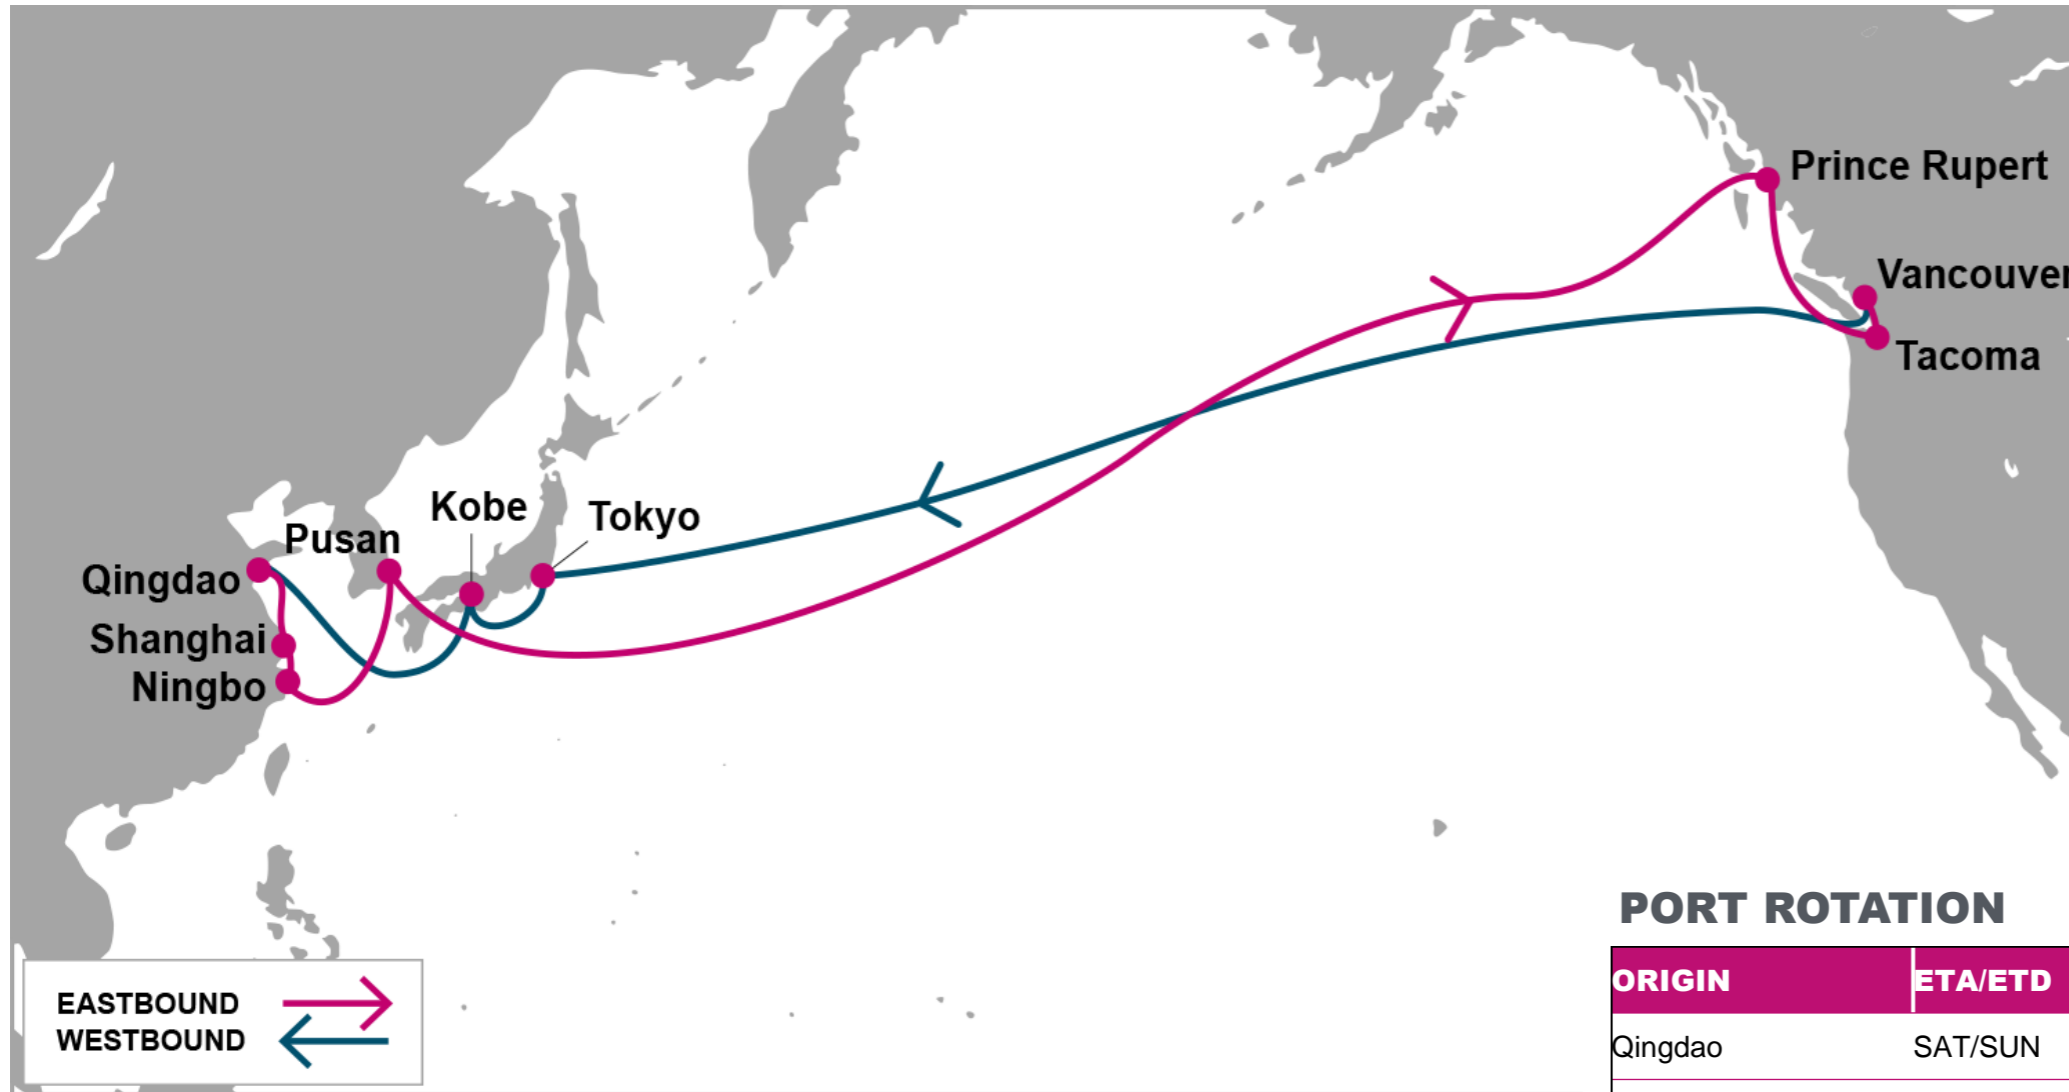 Prince Rupert
Vancouver
Tacoma
Kobe
Tokyo
Pusan
Qingdao
Shanghai
Ningbo
PORT ROTATION
ORIGIN ETA/ETD
Qingdao SAT/SUN
EASTBOUND
WESTBOUND